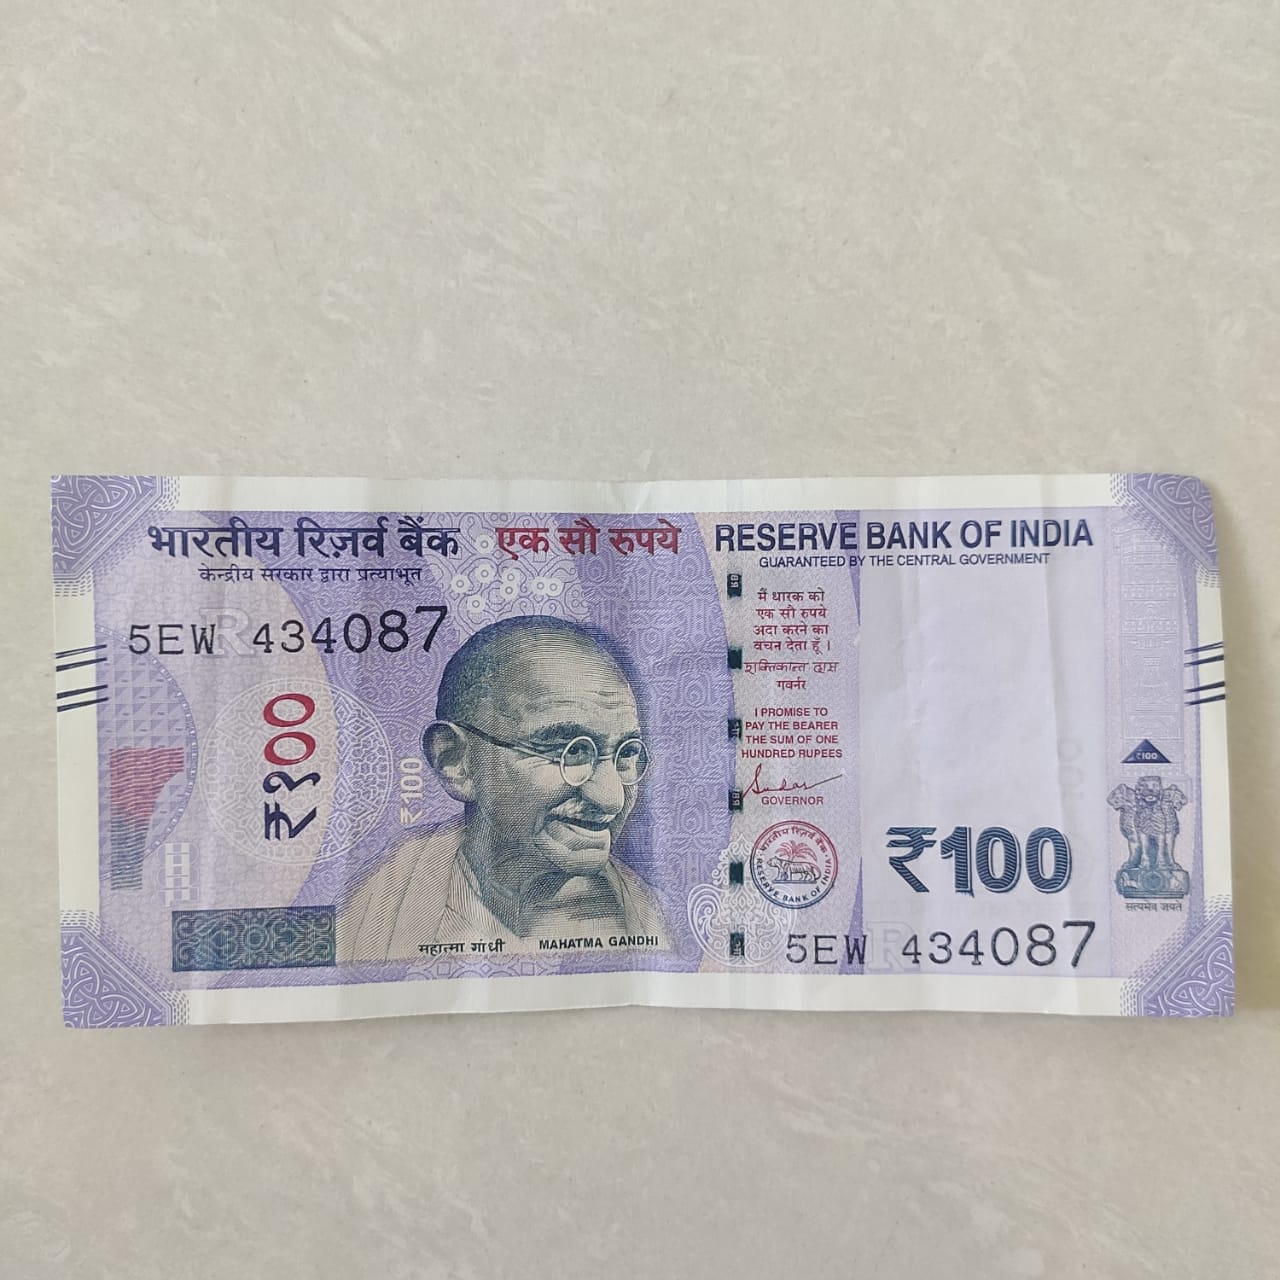 भारतीय रिज़र्व बैंक
केन्द्रीय सरकार द्वारा प्रत्याभूत
एक सौ रुपये
RESERVE BANK OF INDIA
GUARANTEED BY THE CENTRAL GOVERNMENT
5EW 434087
₹१००
₹100
महात्मा गांधी
MAHATMA GANDHI
मैं धारक को
एक सौ रुपये
अदा करने का
वचन देता हूँ ।
शक्तिकान्त दास
गवर्नर
I PROMISE TO
PAY THE BEARER
THE SUM OF ONE
HUNDRED RUPEES
GOVERNOR
भारतीय रिज़र्व बैंक
RESERVE BANK OF INDIA
₹100
₹100
सत्यमेव जयते
5EW 434087